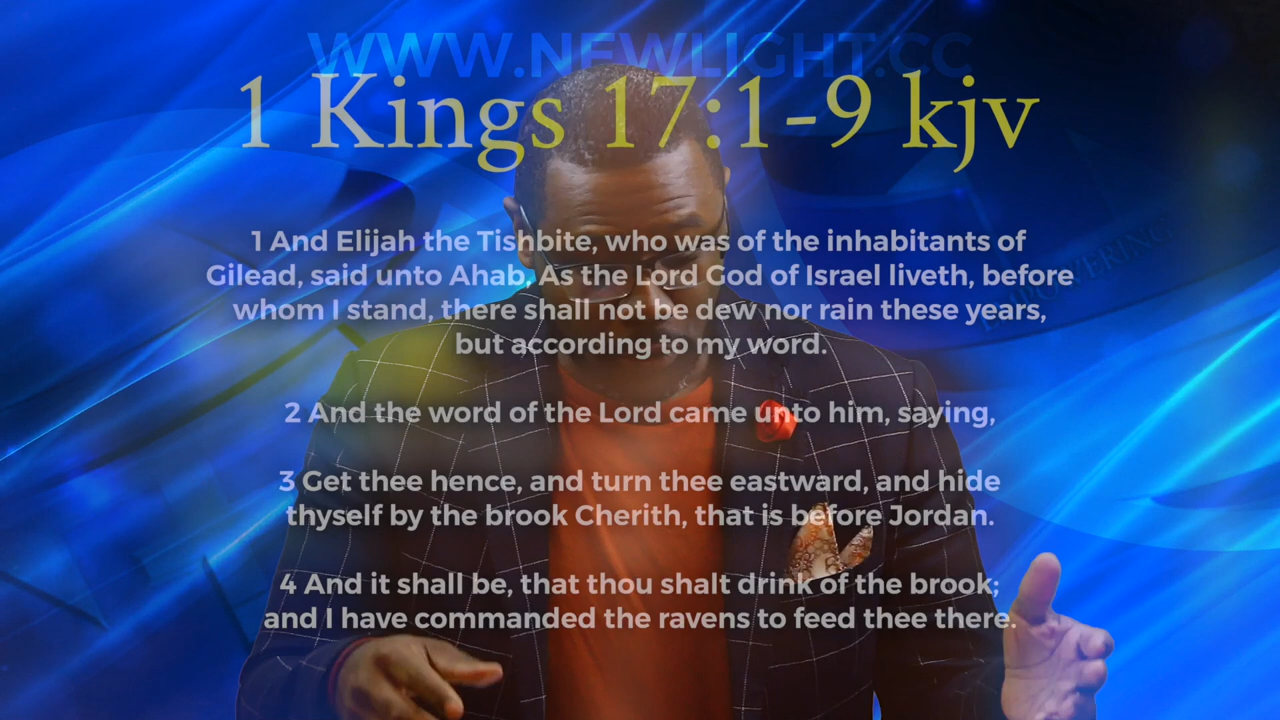 WWW.NEWLIGHT.CC
1 Kings 17:1-9 kjv
1 And Elijah the Tishbite, who was of the inhabitants of
Gilead, said unto Ahab, As the Lord God of Israel liveth, before
whom I stand, there shall not be dew nor rain these years,
but according to my word.
2 And the word of the Lord came unto him, saying,
3 Get thee hence, and turn thee eastward, and hide
thyself by the brook Cherith, that is before Jordan.
4 And it shall be, that thou shalt drink of the brook;
and I have commanded the ravens to feed thee there.